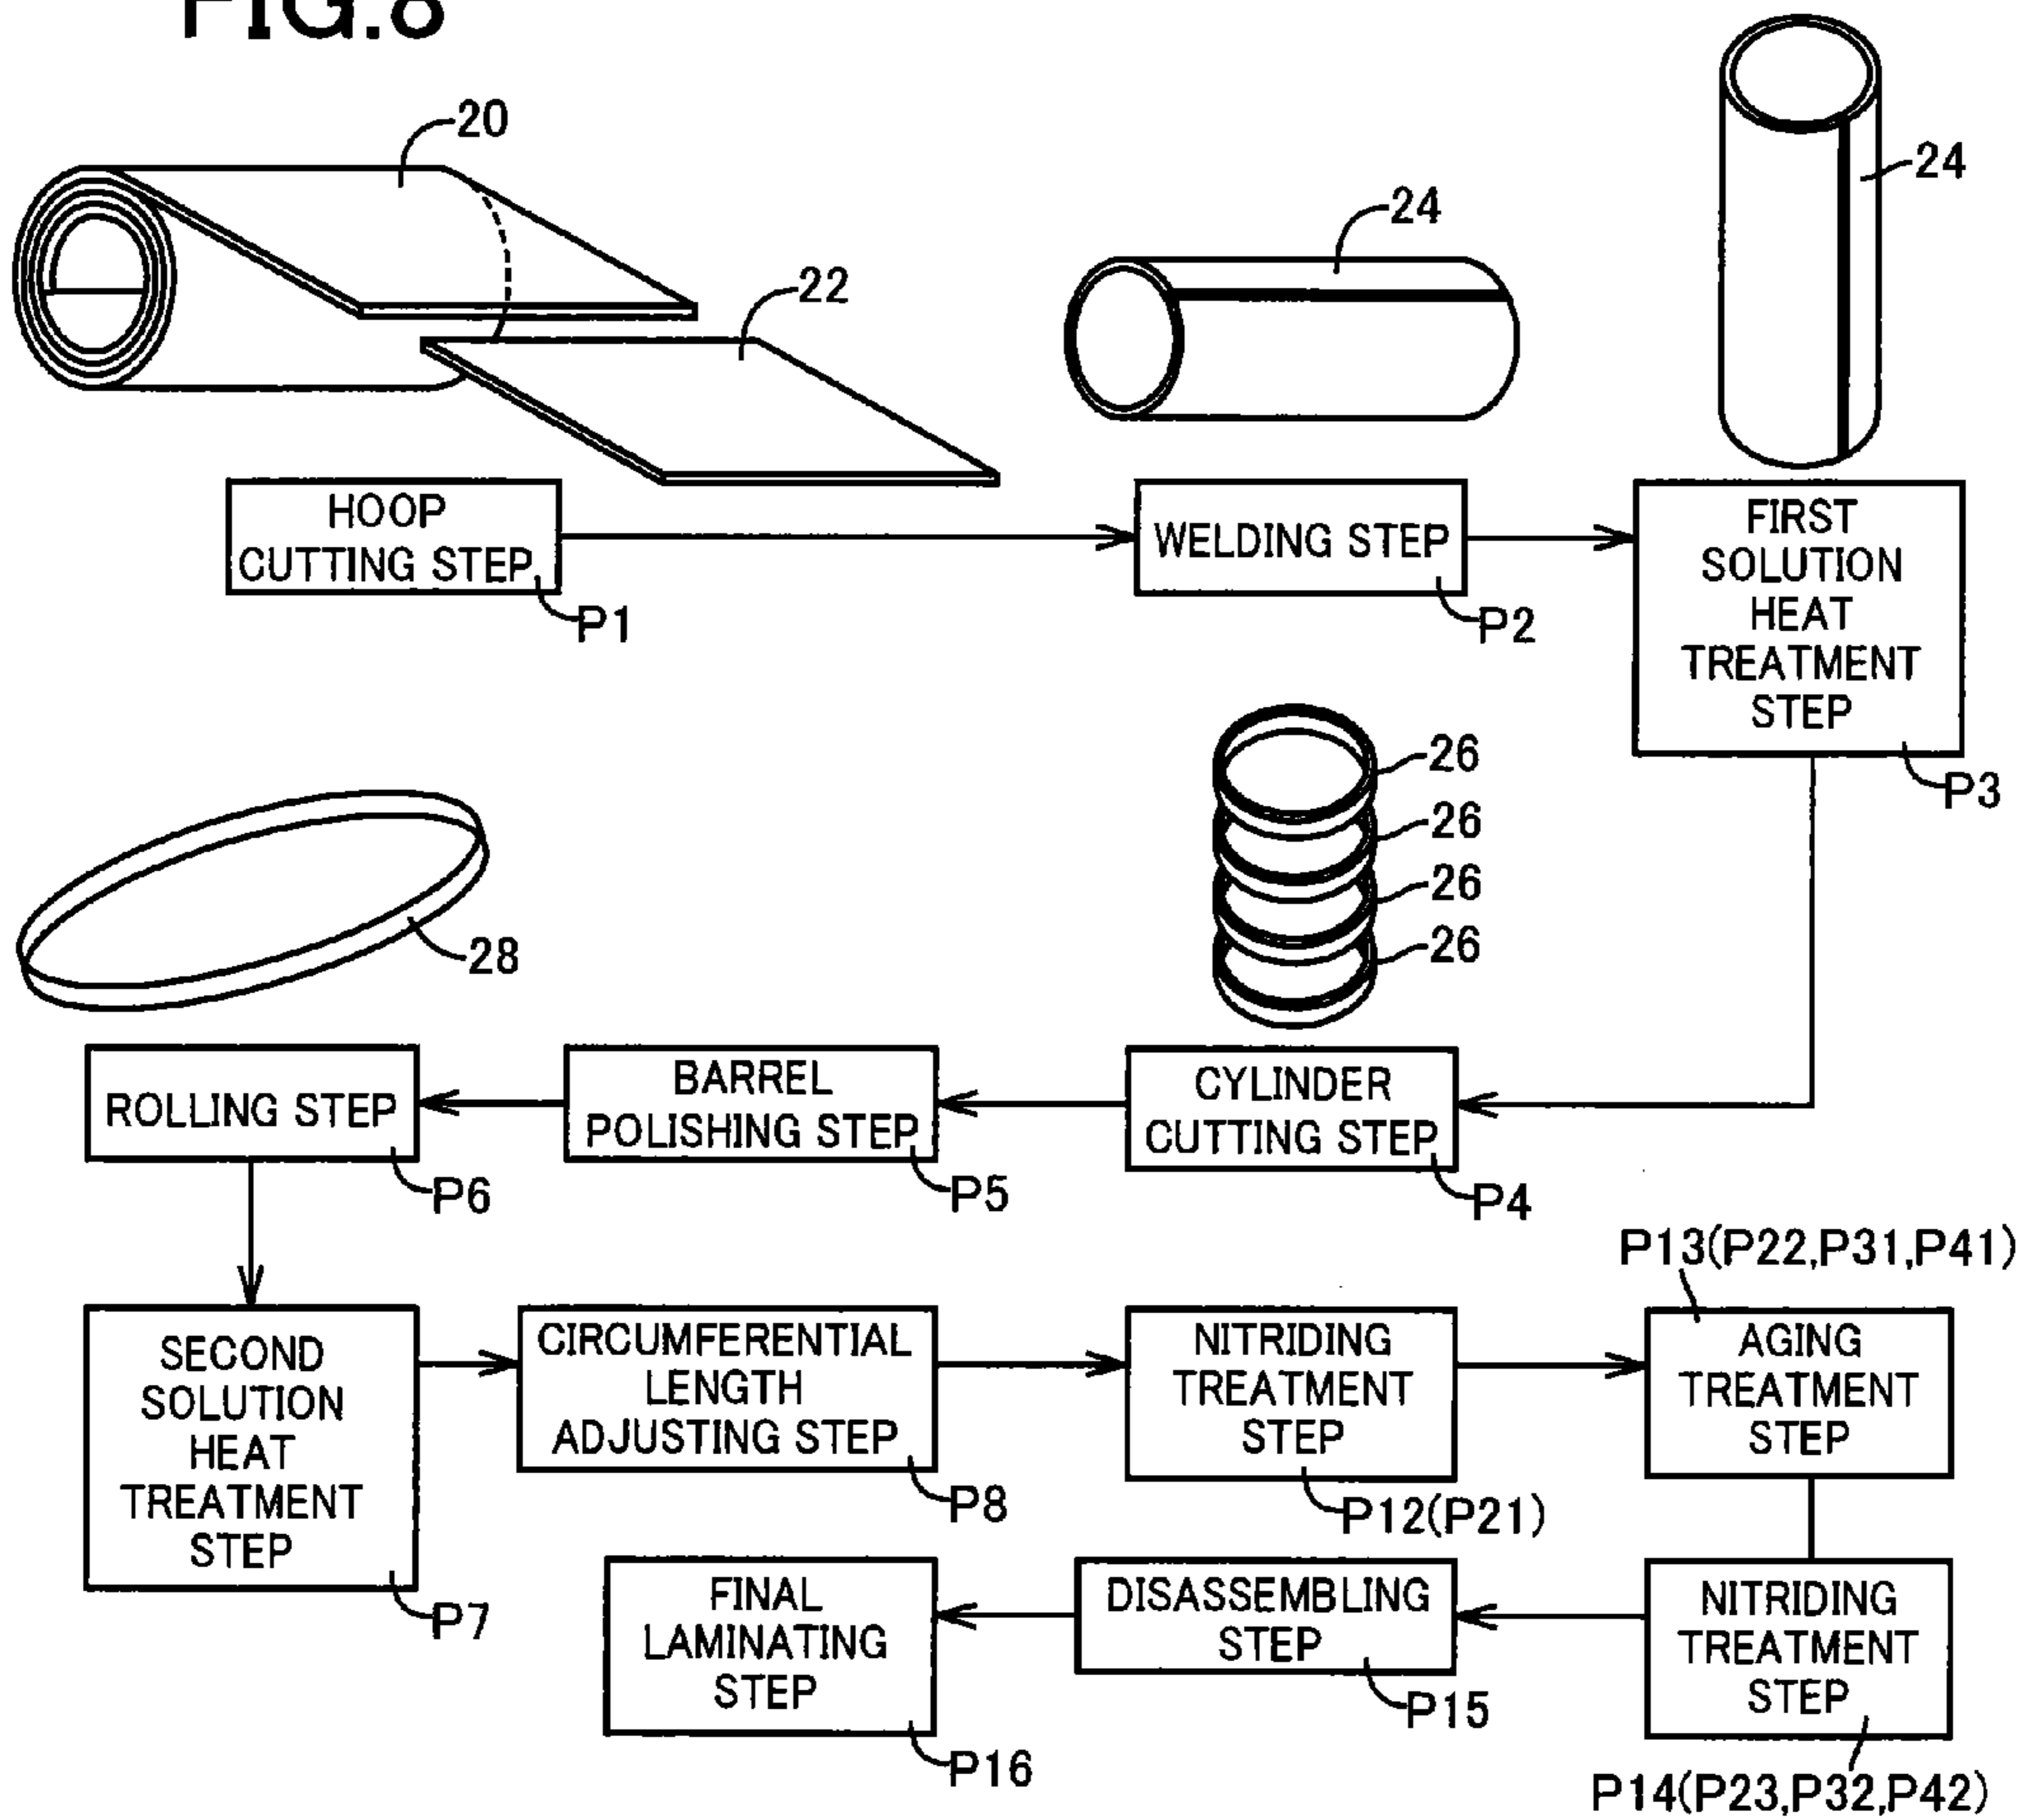 FIG.8
20
22
24
24
HOOP
CUTTING STEP
P1
WELDING STEP
P2
FIRST
SOLUTION
HEAT
TREATMENT
STEP
P3
26
26
26
26
28
ROLLING STEP
P6
BARREL
POLISHING STEP
P5
CYLINDER
CUTTING STEP
P4
SECOND
SOLUTION
HEAT
TREATMENT
STEP
P7
CIRCUMFERENTIAL
LENGTH
ADJUSTING STEP
P8
NITRIDING
TREATMENT
STEP
P12(P21)
P13(P22,P31,P41)
AGING
TREATMENT
STEP
FINAL
LAMINATING
STEP
P16
DISASSEMBLING
STEP
P15
NITRIDING
TREATMENT
STEP
P14(P23,P32,P42)